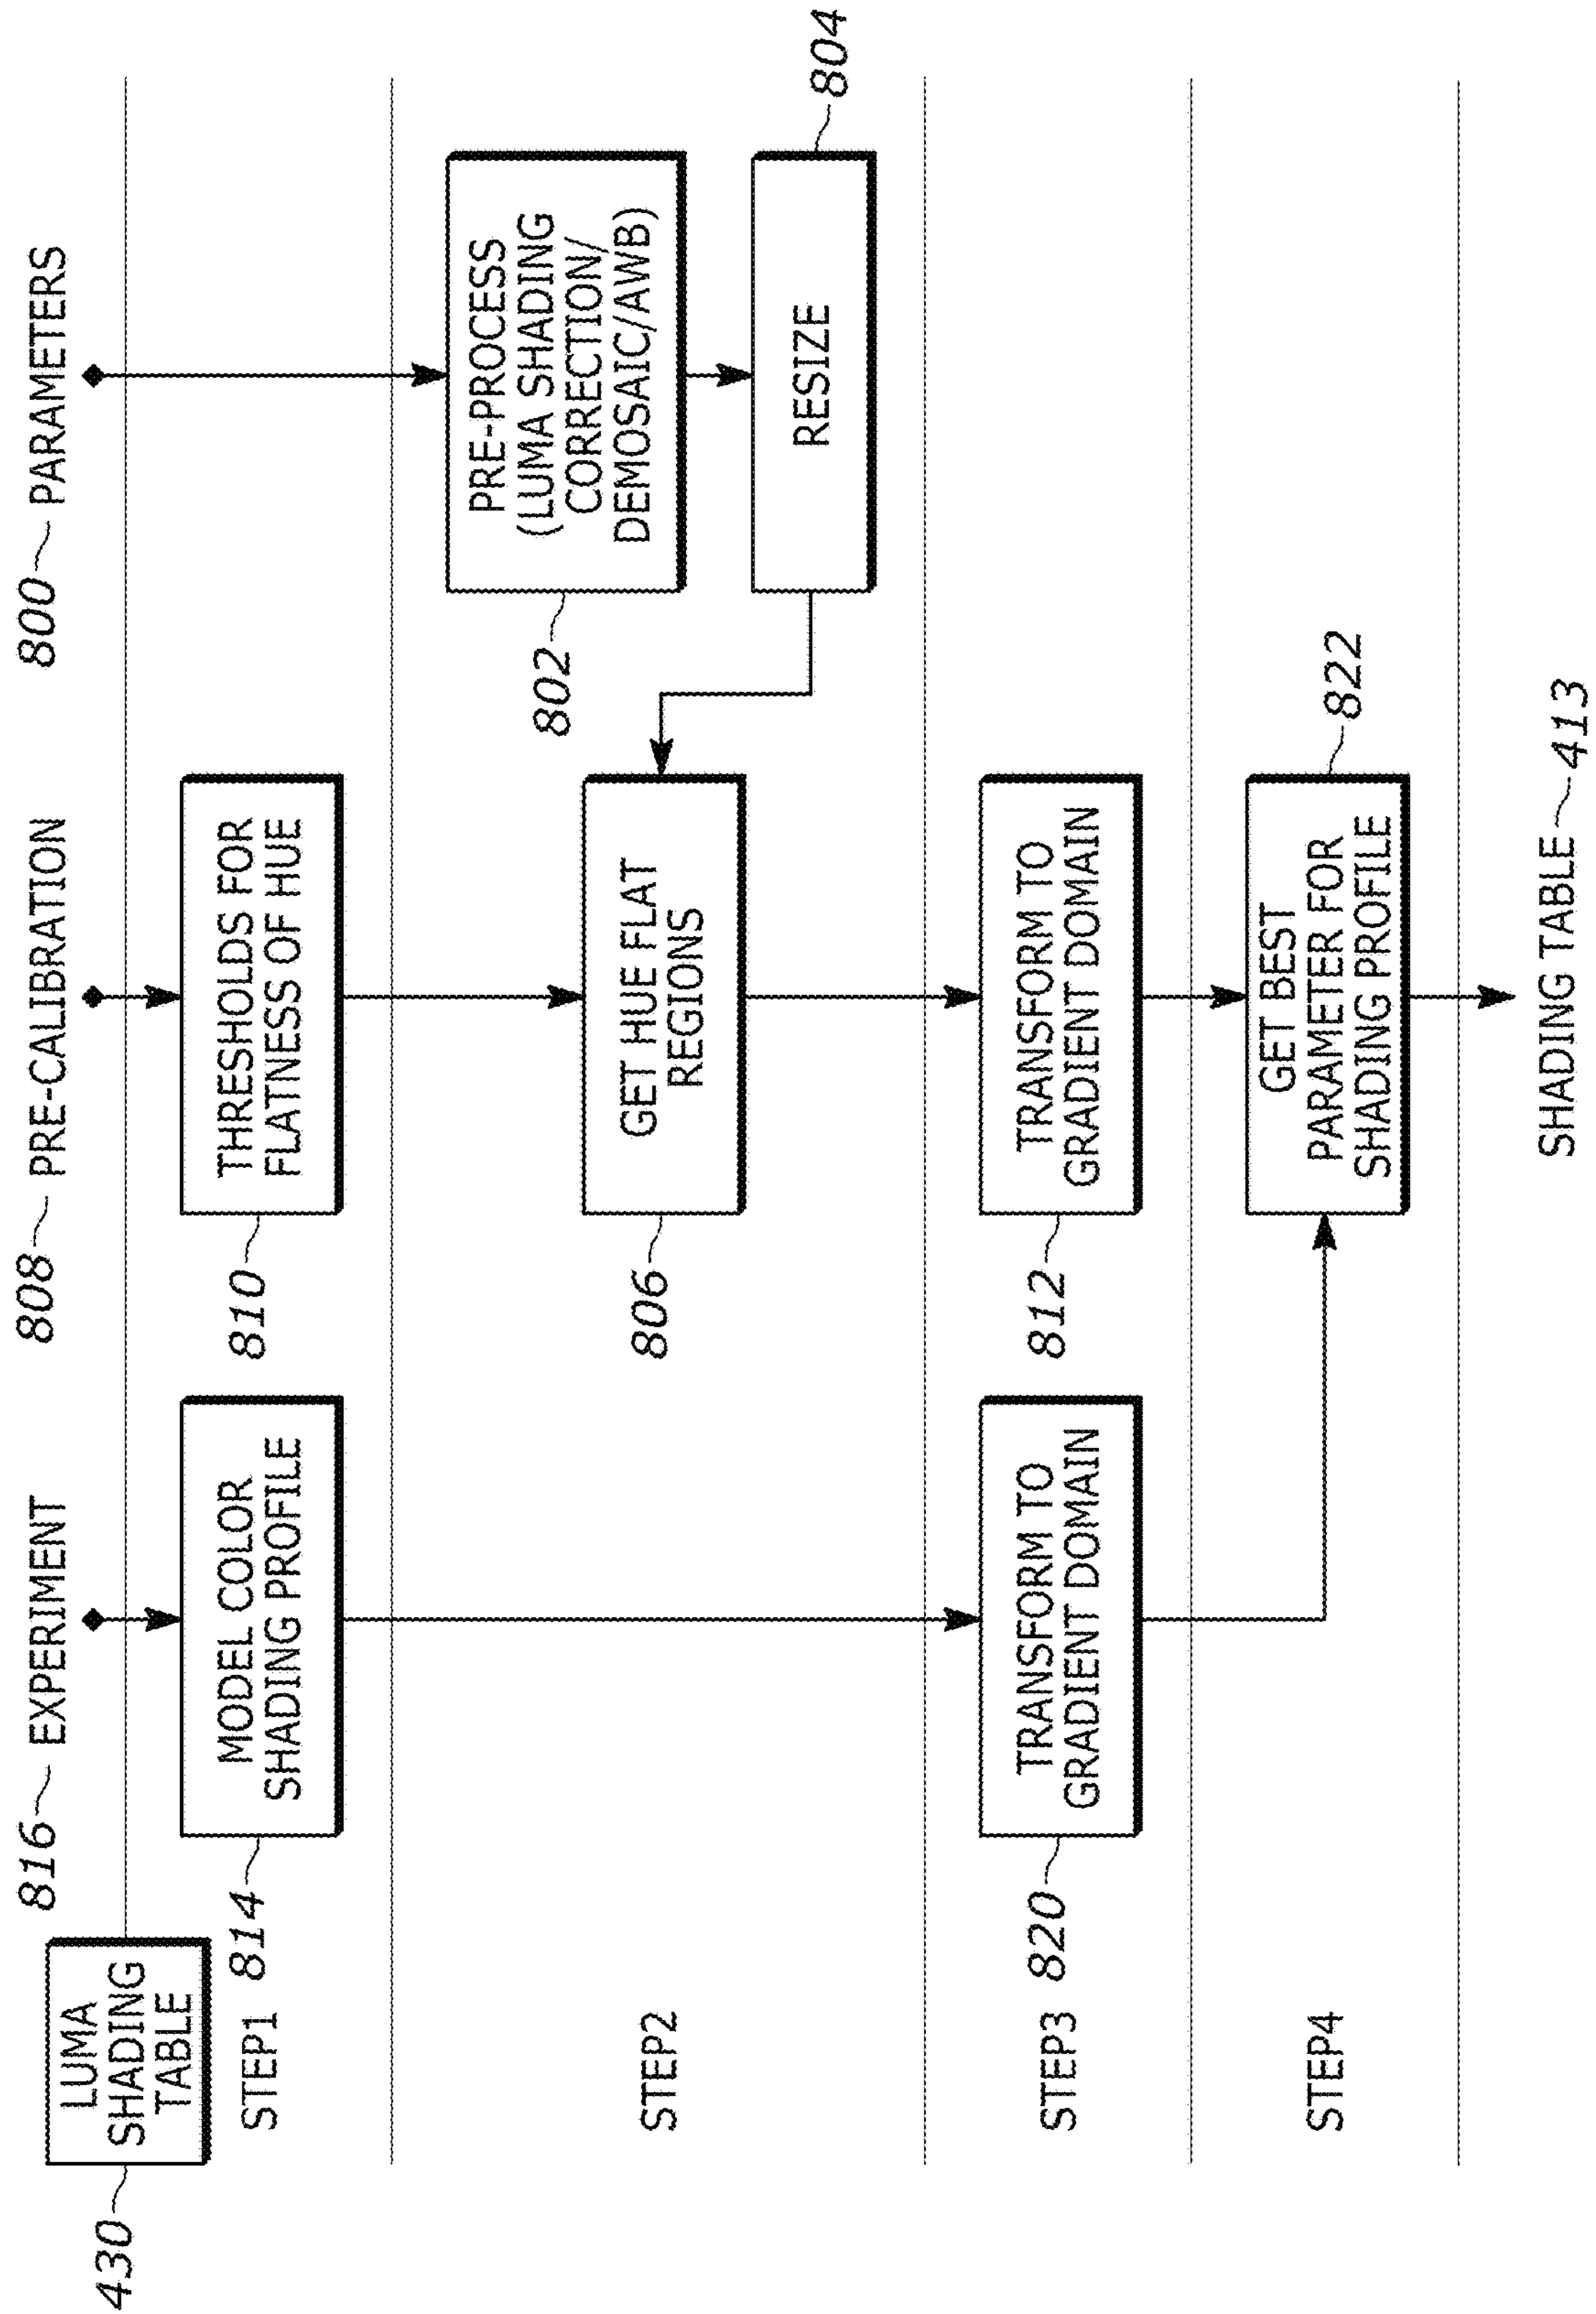 816 EXPERIMENT
808 PRE-CALIBRATION
800 PARAMETERS
430
LUMA
SHADING
TABLE
STEP1
814
MODEL COLOR
SHADING PROFILE
810
THRESHOLDS FOR
FLATNESS OF HUE
STEP2
802
PRE-PROCESS
(LUMA SHADING
CORRECTION/
DEMOSAIC/AWB)
806
GET HUE FLAT
REGIONS
RESIZE
804
STEP3
820
TRANSFORM TO
GRADIENT DOMAIN
812
TRANSFORM TO
GRADIENT DOMAIN
STEP4
GET BEST
PARAMETER FOR
SHADING PROFILE
822
SHADING TABLE 413